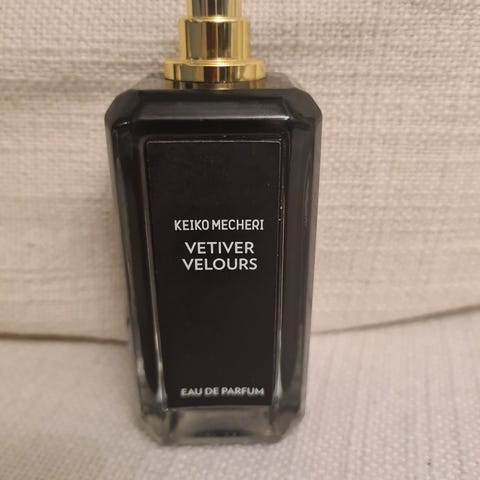 KEIKO MECHERI
VETIVER
VELOURS
EAU DE PARFUM